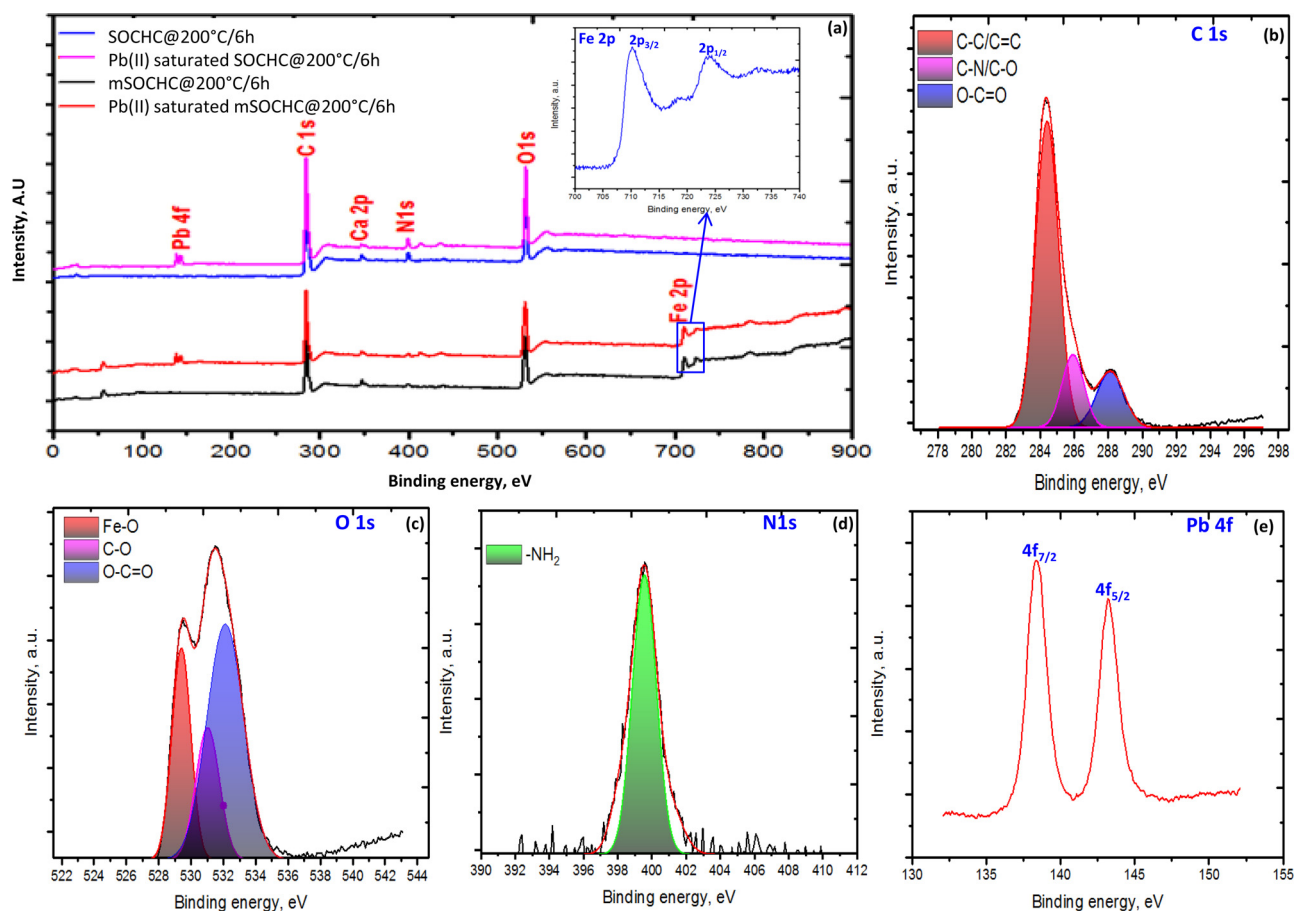 (a)
SOCHC@200°C/6h
Pb(II) saturated SOCHC@200°C/6h
mSOCHC@200°C/6h
Pb(II) saturated mSOCHC@200°C/6h
Fe 2p
2p3/2
2p1/2
Intensity, a.u.
700 705 710 715 720 725 730 735 740
Binding energy, eV
Pb 4f
C 1s
Ca 2p
N1s
O1s
Fe 2p
Intensity, A.U
0 100 200 300 400 500 600 700 800 900
Binding energy, eV
C 1s (b)
C-C/C=C
C-N/C-O
O-C=O
Intensity, a.u.
278 280 282 284 286 288 290 292 294 296 298
Binding energy, eV
O 1s (c)
Fe-O
C-O
O-C=O
Intensity, a.u.
522 524 526 528 530 532 534 536 538 540 542 544
Binding energy, eV
N1s (d)
-NH2
Intensity, a.u.
390 392 394 396 398 400 402 404 406 408 410 412
Binding energy, eV
Pb 4f (e)
4f7/2
4f5/2
Intensity, a.u.
130 135 140 145 150 155
Binding energy, eV